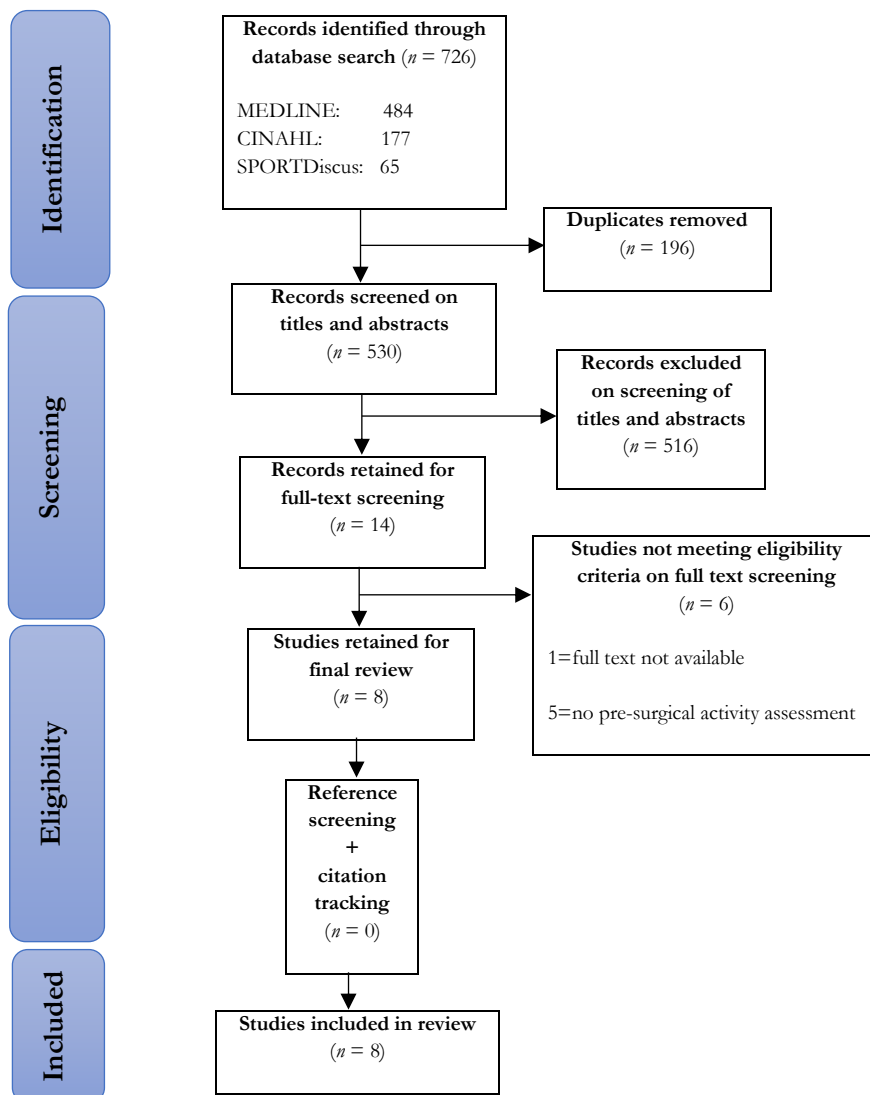 Identification
Records identified through
database search (n = 726)
MEDLINE: 484
CINAHL: 177
SPORTDiscus: 65
Duplicates removed
(n = 196)
Screening
Records screened on
titles and abstracts
(n = 530)
Records excluded
on screening of
titles and abstracts
(n = 516)
Records retained for
full-text screening
(n = 14)
Studies not meeting eligibility
criteria on full text screening
(n = 6)
1=full text not available
5=no pre-surgical activity assessment
Eligibility
Studies retained for
final review
(n = 8)
Reference
screening
+
citation
tracking
(n = 0)
Included
Studies included in review
(n = 8)